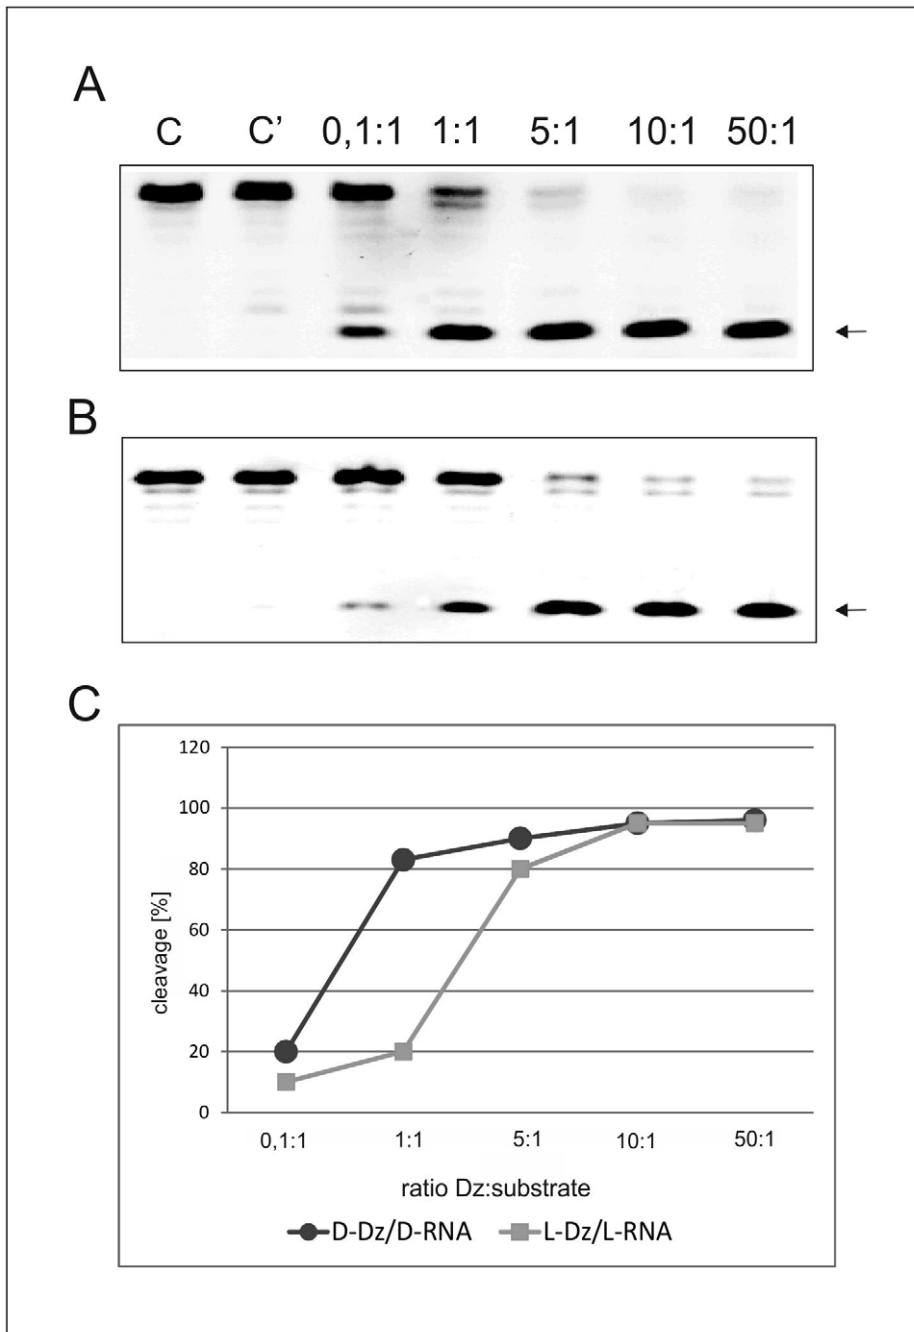 A
C C' 0,1:1 1:1 5:1 10:1 50:1
B
C
120
100
80
60
40
20
0
cleavage [%]
0,1:1 1:1 5:1 10:1 50:1
ratio Dz:substrate
D-Dz/D-RNA L-Dz/L-RNA